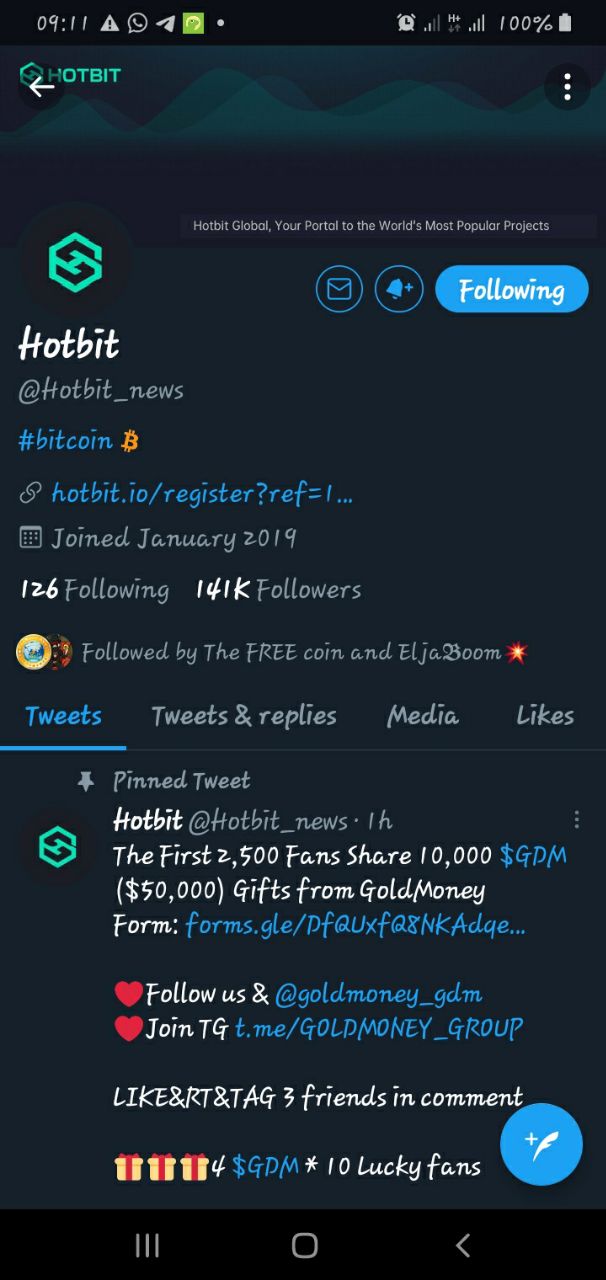 09:11
H+
100%
HOTBIT
Hotbit Global, Your Portal to the World's Most Popular Projects
Following
Hotbit
@Hotbit_news
#bitcoin
hotbit.io/register?ref=1...
Joined January 2019
126 Following 141K Followers
Followed by The FREE coin and Elja𝕭oom💥
Tweets Tweets & replies Media Likes
Pinned Tweet
Hotbit @Hotbit_news · 1h
The First 2,500 Fans Share 10,000 $GDM
($50,000) Gifts from GoldMoney
Form: forms.gle/DfQUxfQ8NKAdqe...
❤️Follow us & @goldmoney_gdm
❤️Join TG t.me/GOLDMONEY_GROUP
LIKE&RT&TAG 3 friends in comment
🎁🎁🎁4 $GDM * 10 Lucky fans